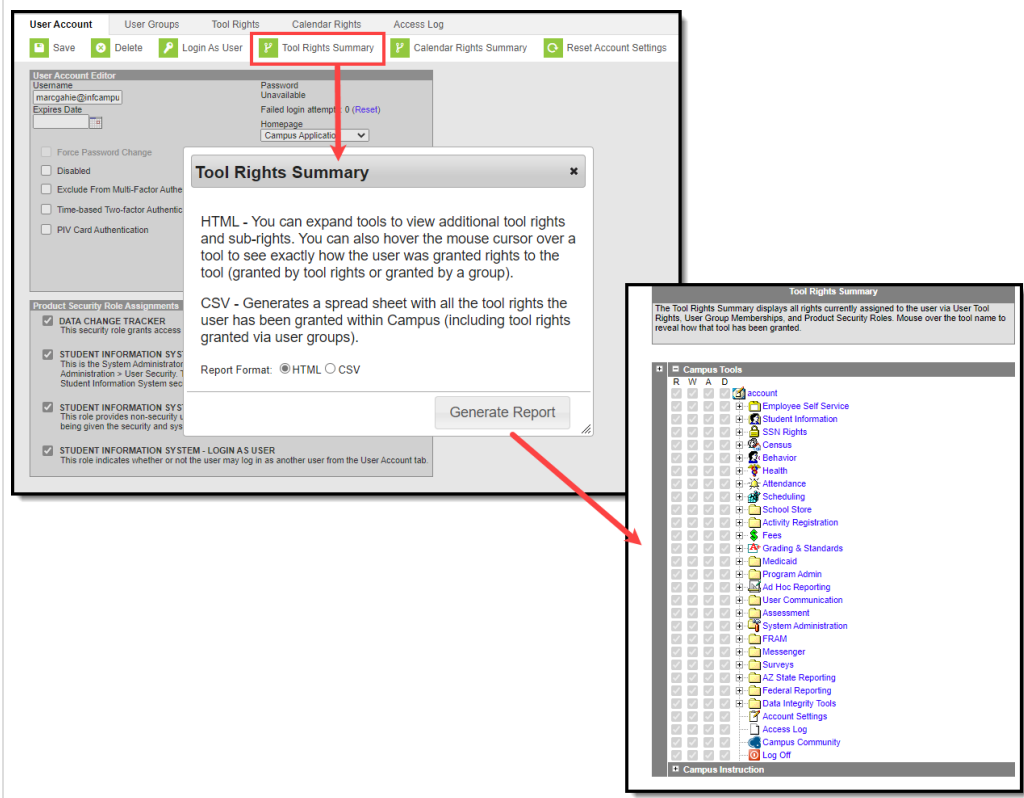 User Account User Groups Tool Rights Calendar Rights Access Log
Save Delete Login As User Tool Rights Summary Calendar Rights Summary Reset Account Settings
User Account Editor
Username
marcgahie@infcampu
Expires Date
Password
Unavailable
Failed login attempt 0 (Reset)
Homepage
Campus Applicatio
Force Password Change
Disabled
Exclude From Multi-Factor Authe
Time-based Two-factor Authentic
PIV Card Authentication
Product Security Role Assignments
DATA CHANGE TRACKER
This security role grants access
STUDENT INFORMATION SYS
This is the System Administrator
Administration > User Security. T
Student Information System sec
STUDENT INFORMATION SYS
This role provides non-security u
being given the security and sys
STUDENT INFORMATION SYSTEM - LOGIN AS USER
This role indicates whether or not the user may log in as another user from the User Account tab.
Tool Rights Summary
HTML - You can expand tools to view additional tool rights
and sub-rights. You can also hover the mouse cursor over a
tool to see exactly how the user was granted rights to the
tool (granted by tool rights or granted by a group).
CSV - Generates a spread sheet with all the tool rights the
user has been granted within Campus (including tool rights
granted via user groups).
Report Format: HTML CSV
Generate Report
Tool Rights Summary
The Tool Rights Summary displays all rights currently assigned to the user via User Tool
Rights, User Group Memberships, and Product Security Roles. Mouse over the tool name to
reveal how that tool has been granted.
Campus Tools
R W A D
account
Employee Self Service
Student Information
SSN Rights
Census
Behavior
Health
Attendance
Scheduling
School Store
Activity Registration
Fees
Grading & Standards
Medicaid
Program Admin
Ad Hoc Reporting
User Communication
Assessment
System Administration
FRAM
Messenger
Surveys
AZ State Reporting
Federal Reporting
Data Integrity Tools
Account Settings
Access Log
Campus Community
Log Off
Campus Instruction